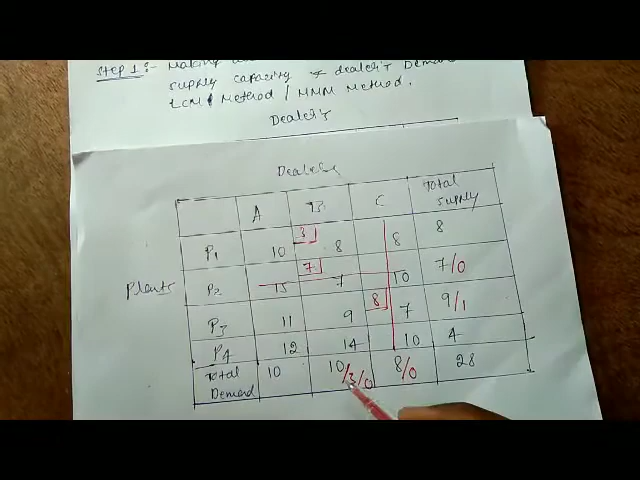 Step 1:- Making
supply capacity & dealer's Demand
LCM Method / MMM Method.
Dealer's
Dealers
A B C Total Supply
P1 10 3 8 8 8
Plants P2 15 7 7 10 7/0
P3 11 9 8 7 9/1
P4 12 14 10 4
Total Demand 10 10/3/0 8/0 28